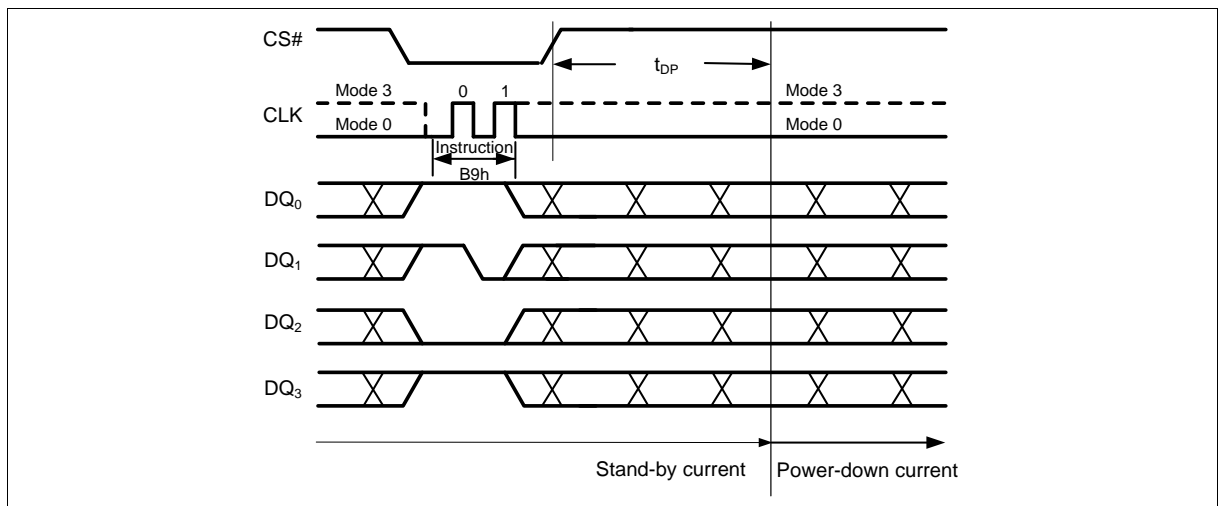 CS#
tDP
Mode 3 0 1 Mode 3
CLK
Mode 0 Mode 0
Instruction
B9h
DQ0
DQ1
DQ2
DQ3
Stand-by current Power-down current